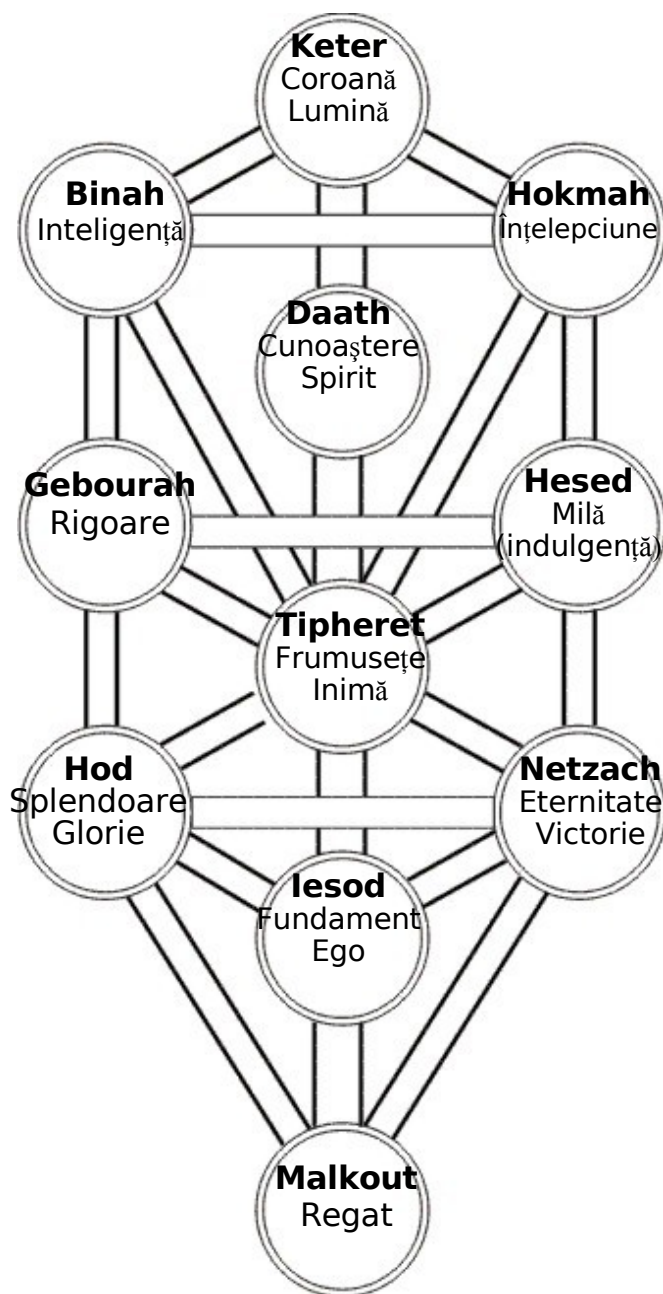 Keter
Coroană
Lumină
Binah
Inteligență
Hokmah
Înțelepciune
Daath
Cunoaștere
Spirit
Gebourah
Rigoare
Hesed
Milă
(indulgență)
Tipheret
Frumusețe
Inimă
Hod
Splendoare
Glorie
Netzach
Eternitate
Victorie
Iesod
Fundament
Ego
Malkout
Regat